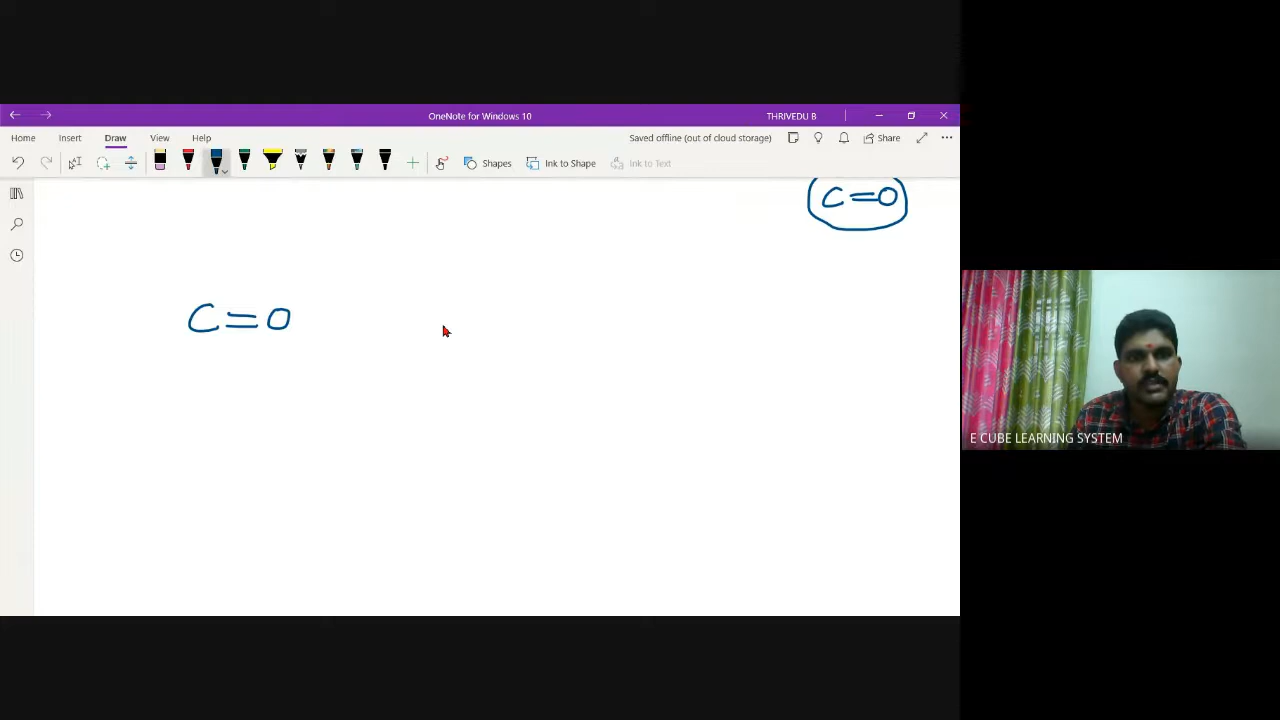 OneNote for Windows 10
THRIVEDU B
Home Insert Draw View Help
Saved offline (out of cloud storage)
Share
Shapes
Ink to Shape
Ink to Text
C=O
C=O
E CUBE LEARNING SYSTEM